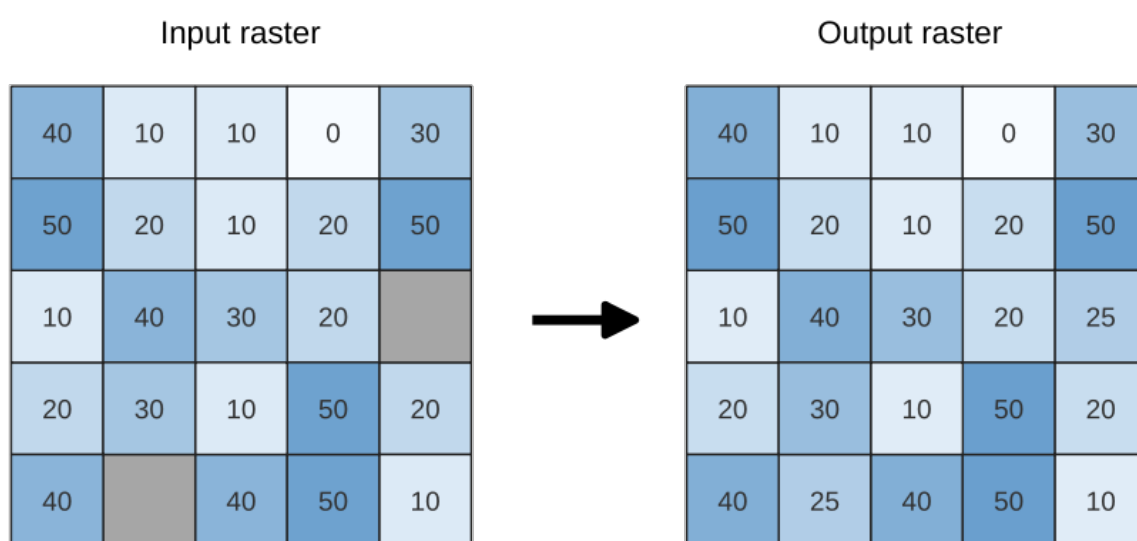 Input raster
Output raster
40 10 10 0 30
40 10 10 0 30
50 20 10 20 50
50 20 10 20 50
10 40 30 20
10 40 30 20 25
20 30 10 50 20
20 30 10 50 20
40 40 50 10
40 25 40 50 10